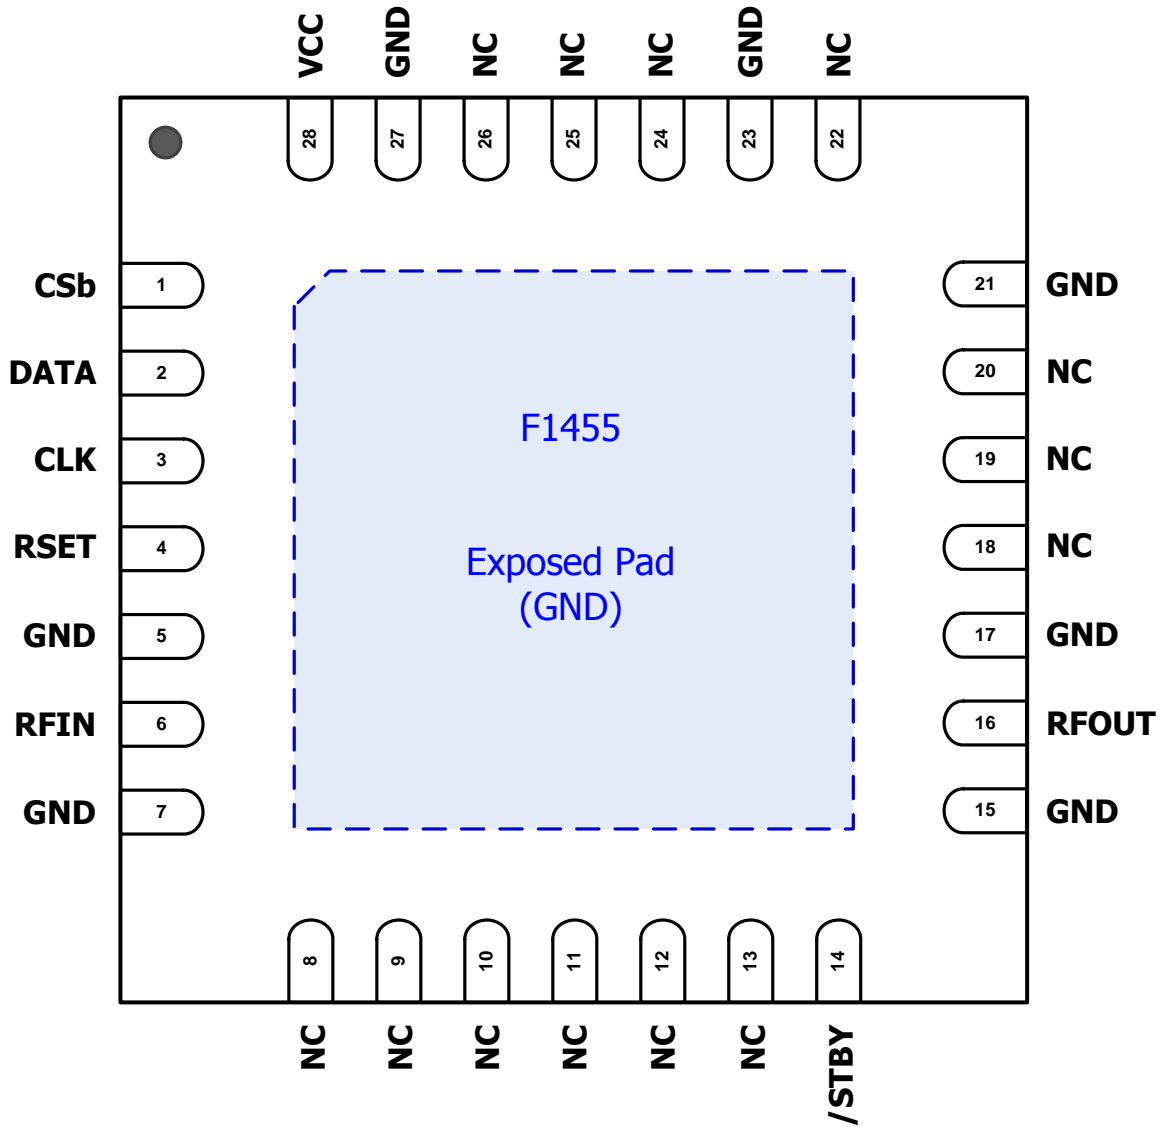 VCC GND NC NC NC GND NC
28 27 26 25 24 23 22
CSb 1 21 GND
DATA 2 20 NC
CLK 3 19 NC
F1455
RSET 4 18 NC
Exposed Pad
(GND)
GND 5 17 GND
RFIN 6 16 RFOUT
GND 7 15 GND
8 9 10 11 12 13 14
NC NC NC NC NC NC /STBY